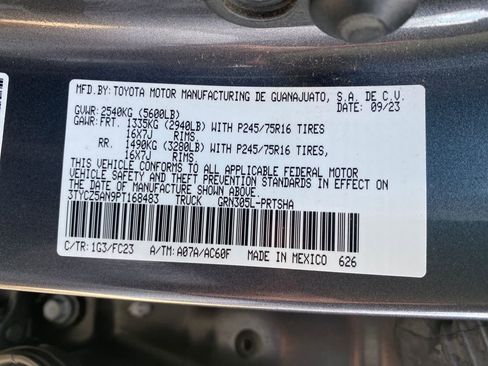 MFD.BY: TOYOTA MOTOR MANUFACTURING DE GUANAJUATO, S.A. DE C.V.
GVWR: 2540KG (5600LB) DATE: 09/23
GAWR: FRT. 1335KG (2940LB) WITH P245/75R16 TIRES
16X7J RIMS,
RR. 1490KG (3280LB) WITH P245/75R16 TIRES,
16X7J RIMS.
THIS VEHICLE CONFORMS TO ALL APPLICABLE FEDERAL MOTOR
VEHICLE SAFETY AND THEFT PREVENTION STANDARDS IN EFFECT ON
THE DATE OF MANUFACTURE SHOWN ABOVE.
3TYCZ5AN9PT168483 TRUCK GRN305L-PRTSHA
C/TR: 1G3/FC23 A/TM: A07A/AC60F MADE IN MEXICO 626